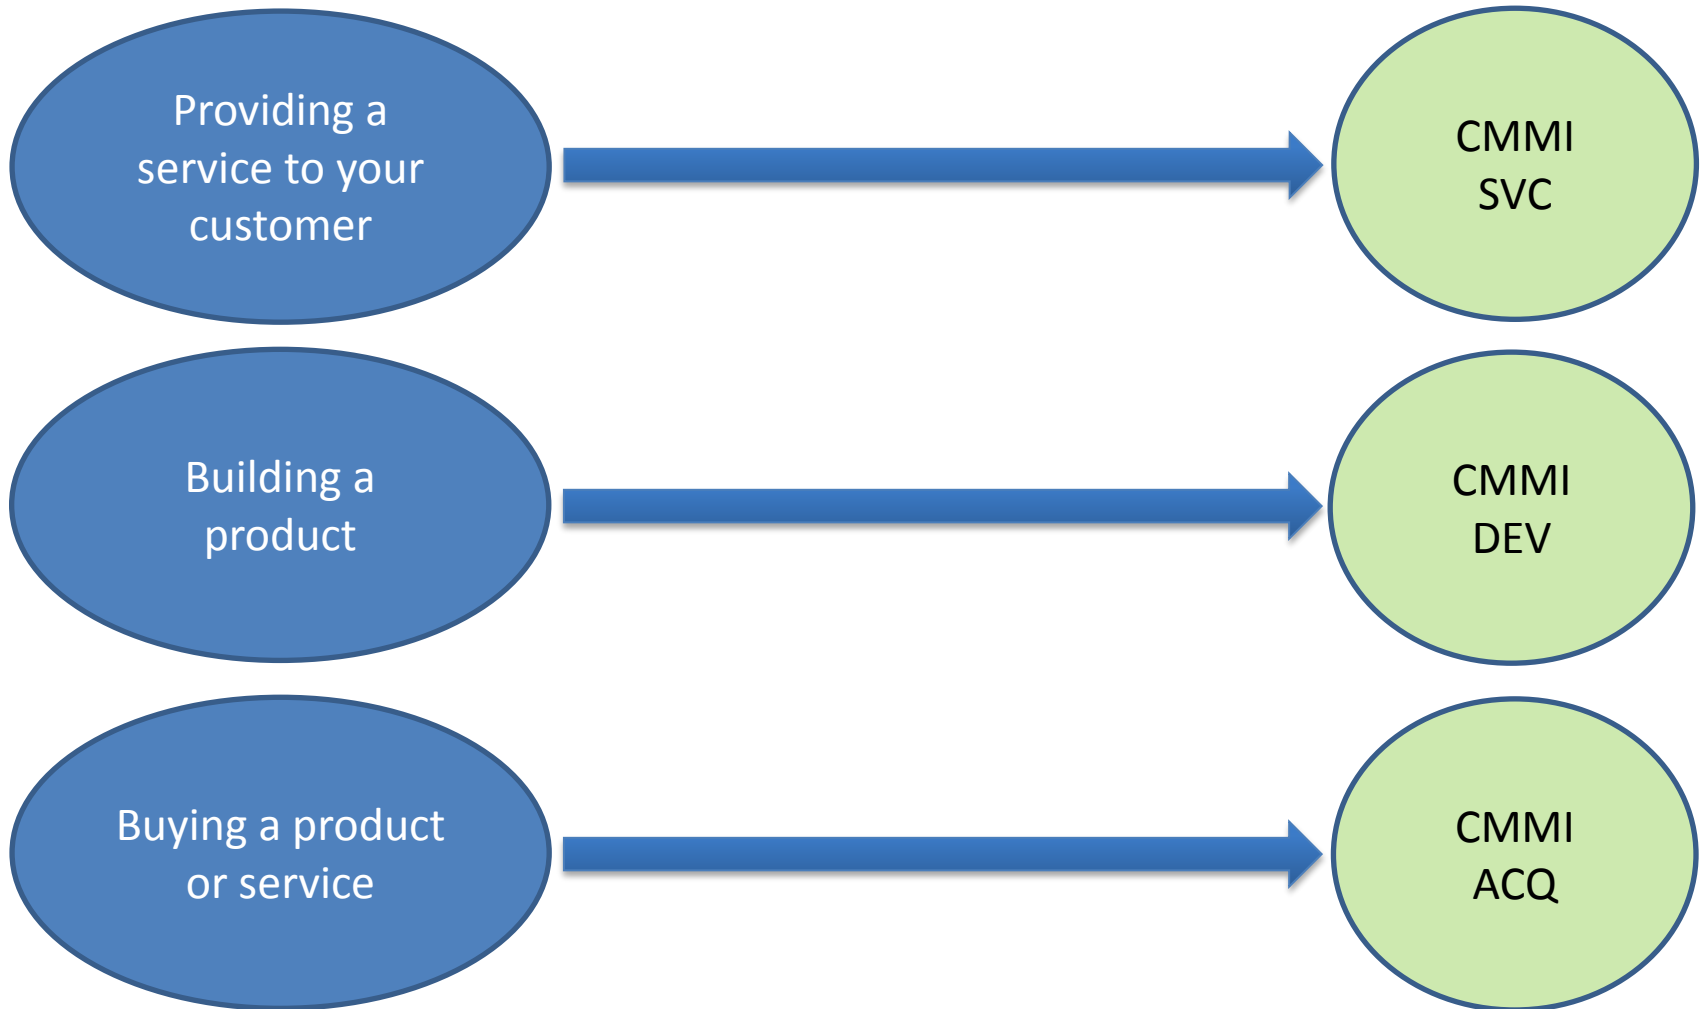 Providing a
service to your
customer
CMMI
SVC
Building a
product
CMMI
DEV
Buying a product
or service
CMMI
ACQ